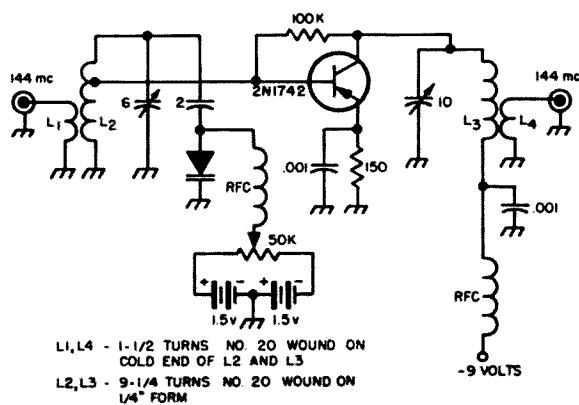 100K
144 mc
2N1742
144 mc
L1
L2
6
2
10
L3
L4
RFC
.001
150
.001
50K
+ - + -
1.5v 1.5v
RFC
-9 VOLTS
L1, L4 - 1-1/2 TURNS NO. 20 WOUND ON
COLD END OF L2 AND L3
L2, L3 - 9-1/4 TURNS NO. 20 WOUND ON
1/4" FORM